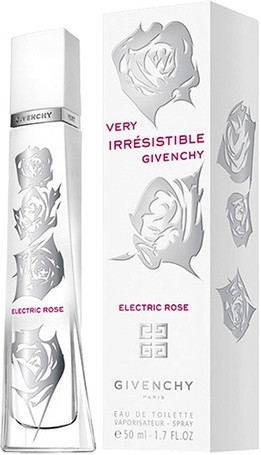 GIVENCHY
ELECTRIC ROSE
VERY
IRRÉSISTIBLE
GIVENCHY
ELECTRIC ROSE
GIVENCHY
PARIS
EAU DE TOILETTE
VAPORISATEUR - SPRAY
e 50 ml - 1.7 FL.OZ